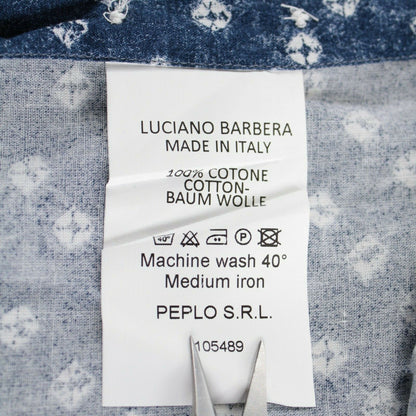 LUCIANO BARBERA
MADE IN ITALY
100% COTONE
COTTON-
BAUM WOLLE
40°
P
Machine wash 40°
Medium iron
PEPLO S.R.L.
105489